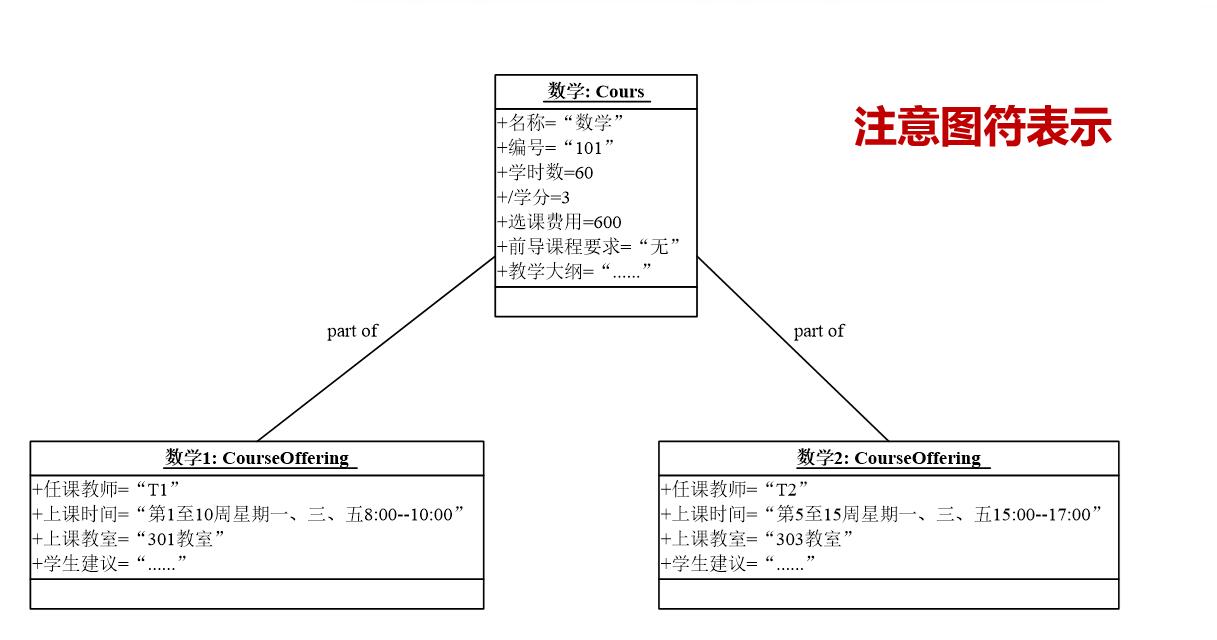 数学: Cours
注意图符表示
+名称=“数学”
+编号=“101”
+学时数=60
+/学分=3
+选课费用=600
+前导课程要求=“无”
+教学大纲=“......”
part of
part of
数学1: CourseOffering
+任课教师=“T1”
+上课时间=“第1至10周星期一、三、五8:00--10:00”
+上课教室=“301教室”
+学生建议=“......”
数学2: CourseOffering
+任课教师=“T2”
+上课时间=“第5至15周星期一、三、五15:00--17:00”
+上课教室=“303教室”
+学生建议=“......”